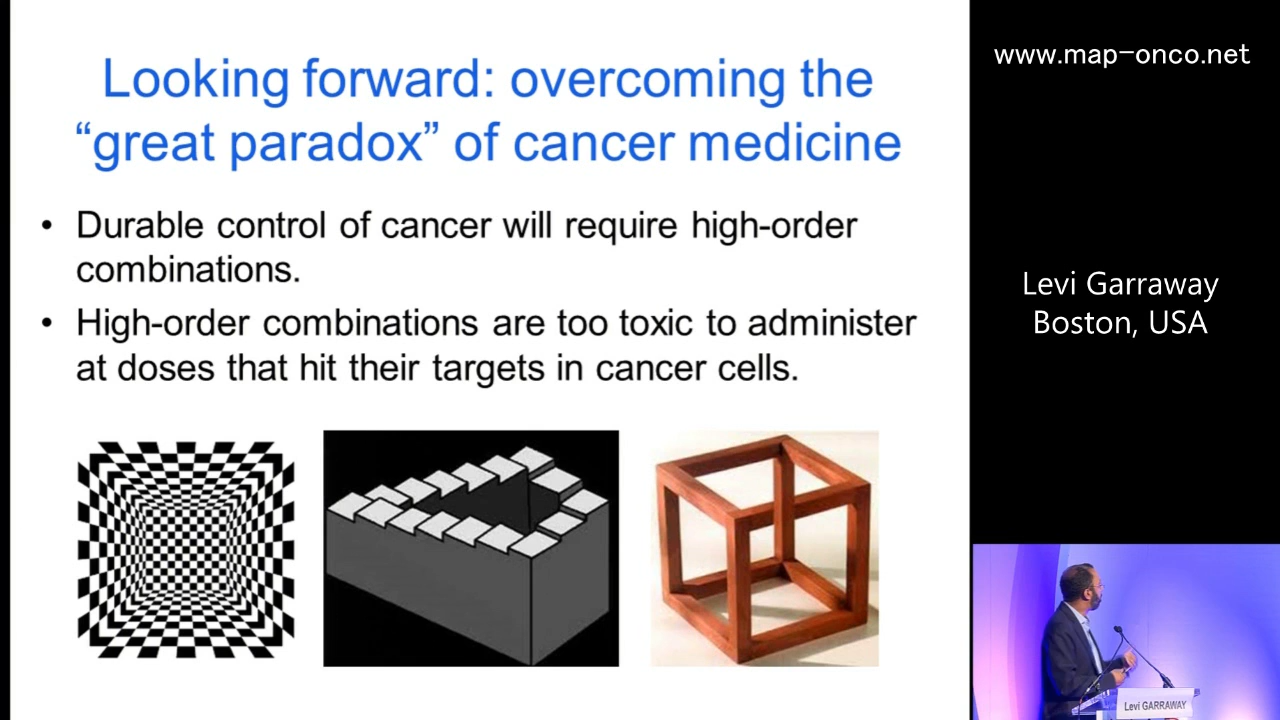 Looking forward: overcoming the
“great paradox” of cancer medicine
• Durable control of cancer will require high-order
combinations.
• High-order combinations are too toxic to administer
at doses that hit their targets in cancer cells.
www.map-onco.net
Levi Garraway
Boston, USA
Levi GARRAWAY